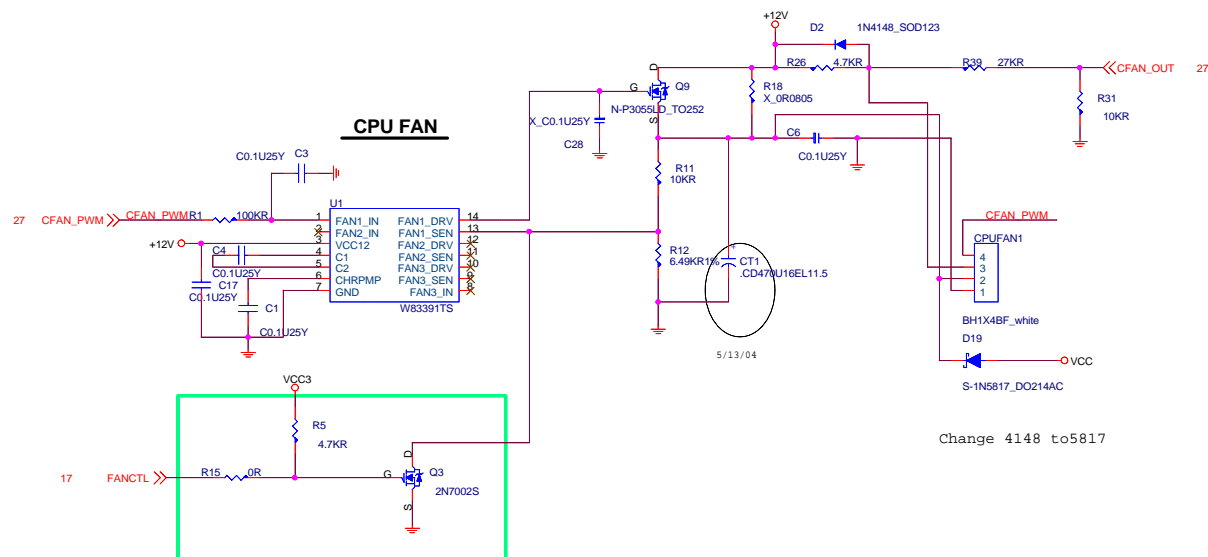 +12V
D2 1N4148_SOD123
R26 4.7KR
R39 27KR
CFAN_OUT 27
D
G
S
Q9
N-P3055LD_TO252
R18
X_0R0805
R31
10KR
CPU FAN
X_C0.1U25Y
C28
C6
C0.1U25Y
C0.1U25Y C3
R11
10KR
27 CFAN_PWM CFAN_PWM R1 100KR
U1
1 FAN1_IN FAN1_DRV 14
2 FAN2_IN FAN1_SEN 13
3 VCC12 FAN2_DRV 12
4 C1 FAN2_SEN 11
5 C2 FAN3_DRV 10
6 CHRPMP FAN3_SEN 9
7 GND FAN3_IN 8
W83391TS
+12V
C4
C0.1U25Y
C17
C0.1U25Y
C1
C0.1U25Y
R12
6.49KR1%
+
CT1
.CD470U16EL11.5
5/13/04
CFAN_PWM
CPUFAN1
4
3
2
1
BH1X4BF_white
D19
VCC
S-1N5817_DO214AC
Change 4148 to5817
VCC3
R5
4.7KR
17 FANCTL R15 0R
D
G
S
Q3
2N7002S